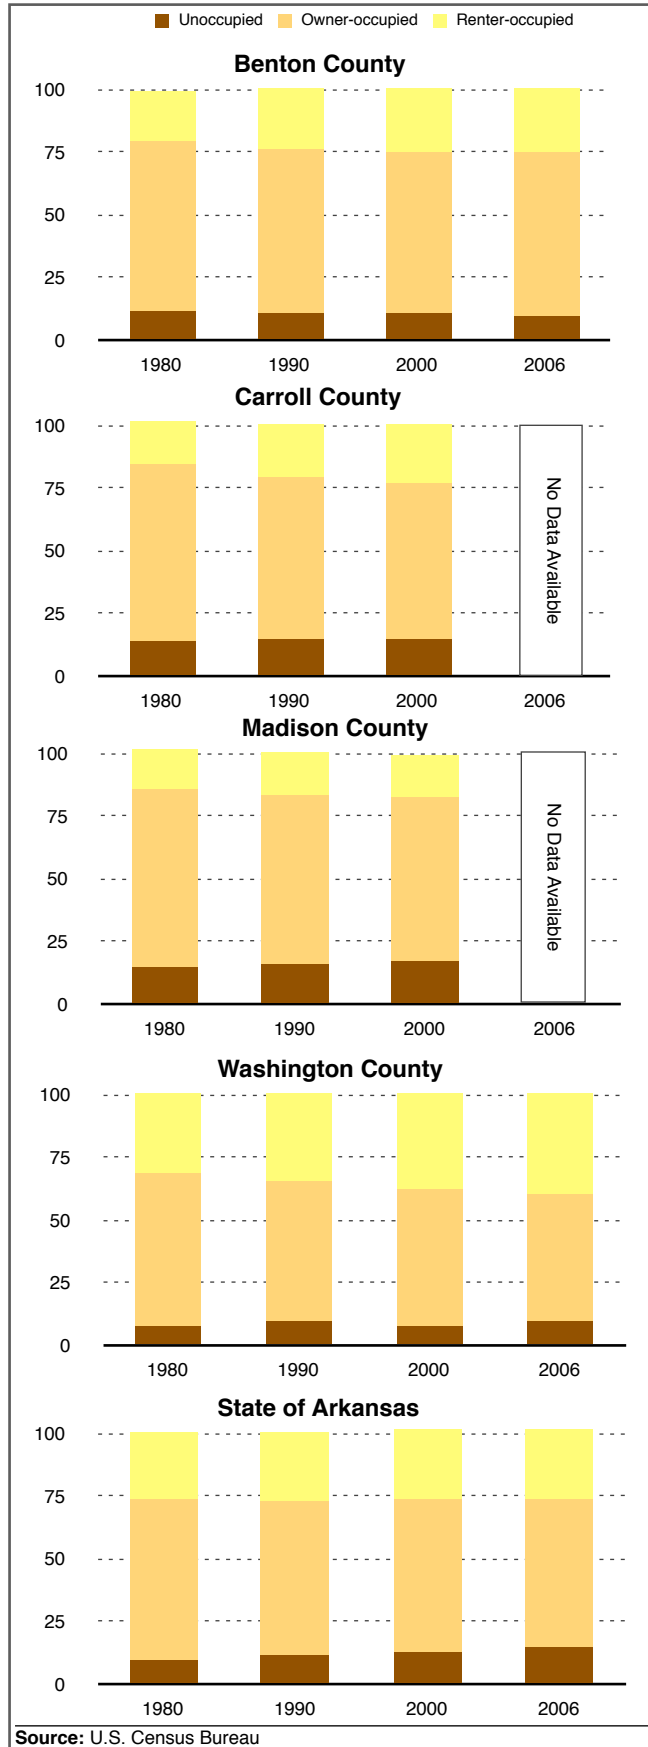 Unoccupied Owner-occupied Renter-occupied
Benton County
100
75
50
25
0
1980 1990 2000 2006
Carroll County
100
75
50
25
0
No Data Available
1980 1990 2000 2006
Madison County
100
75
50
25
0
No Data Available
1980 1990 2000 2006
Washington County
100
75
50
25
0
1980 1990 2000 2006
State of Arkansas
100
75
50
25
0
1980 1990 2000 2006
Source: U.S. Census Bureau